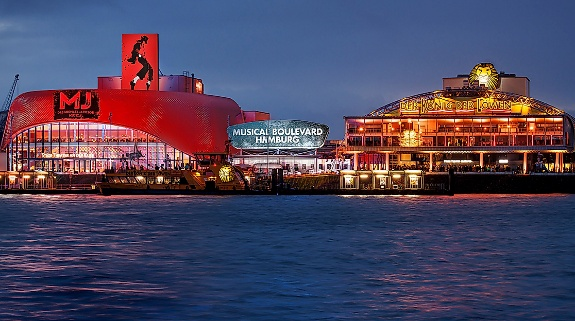 MJ
MUSICAL BOULEVARD
HAMBURG
DER KÖNIG DER LÖWEN